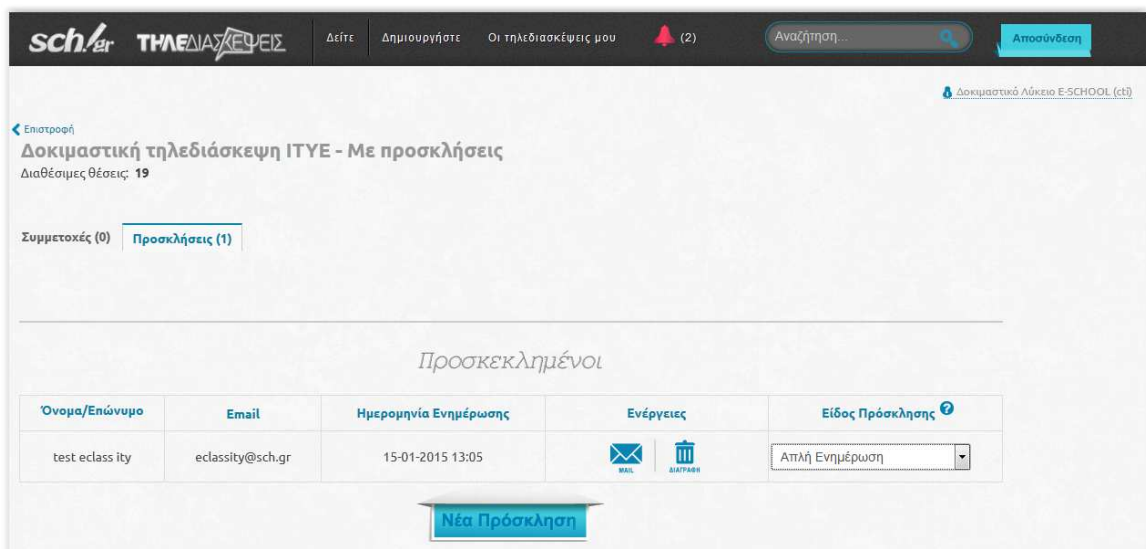 sch.gr ΤΗΛΕΔΙΑΣΚΕΨΕΙΣ Δείτε Δημιουργήστε Οι τηλεδιασκέψεις μου (2) Αναζήτηση... Αποσύνδεση
Δοκιμαστικό Λύκειο E-SCHOOL (cti)
Επιστροφή
Δοκιμαστική τηλεδιάσκεψη ΙΤΥΕ - Με προσκλήσεις
Διαθέσιμες θέσεις: 19
Συμμετοχές (0) Προσκλήσεις (1)
Προσκεκλημένοι
Όνομα/Επώνυμο Email Ημερομηνία Ενημέρωσης Ενέργειες Είδος Πρόσκλησης ?
test eclass ity eclassity@sch.gr 15-01-2015 13:05 MAIL ΔΙΑΓΡΑΦΗ Απλή Ενημέρωση
Νέα Πρόσκληση